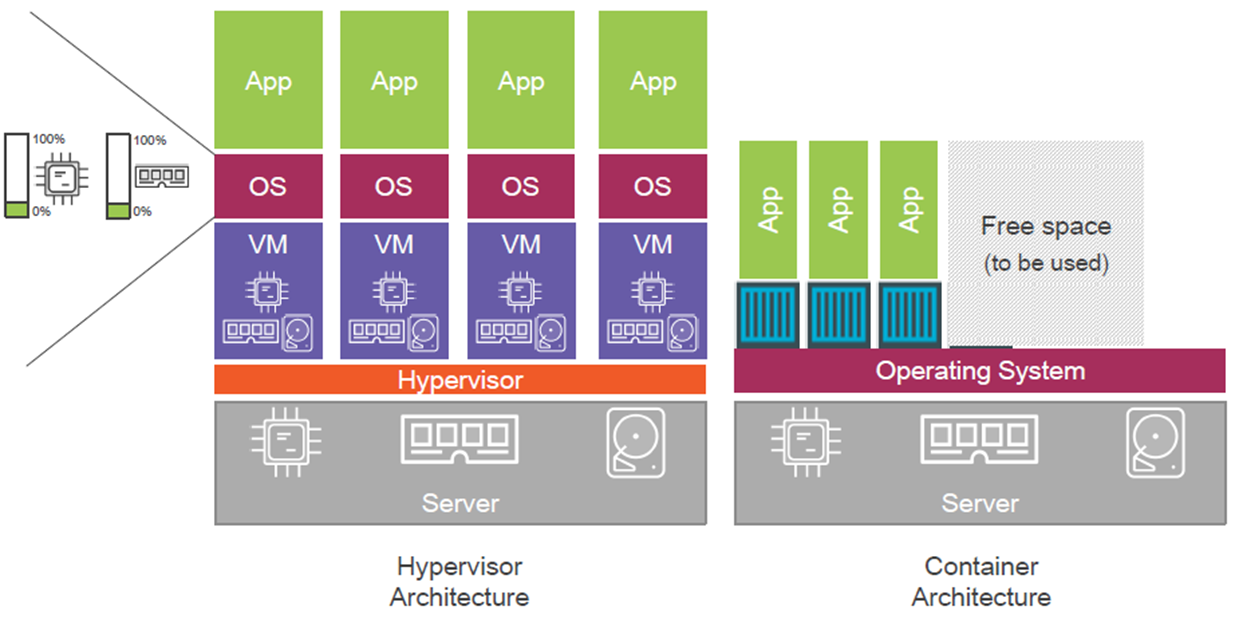 App App App App
100% 100%
0% 0%
OS OS OS OS
VM VM VM VM
Hypervisor
Server
Hypervisor
Architecture
App App App
Free space
(to be used)
Operating System
Server
Container
Architecture